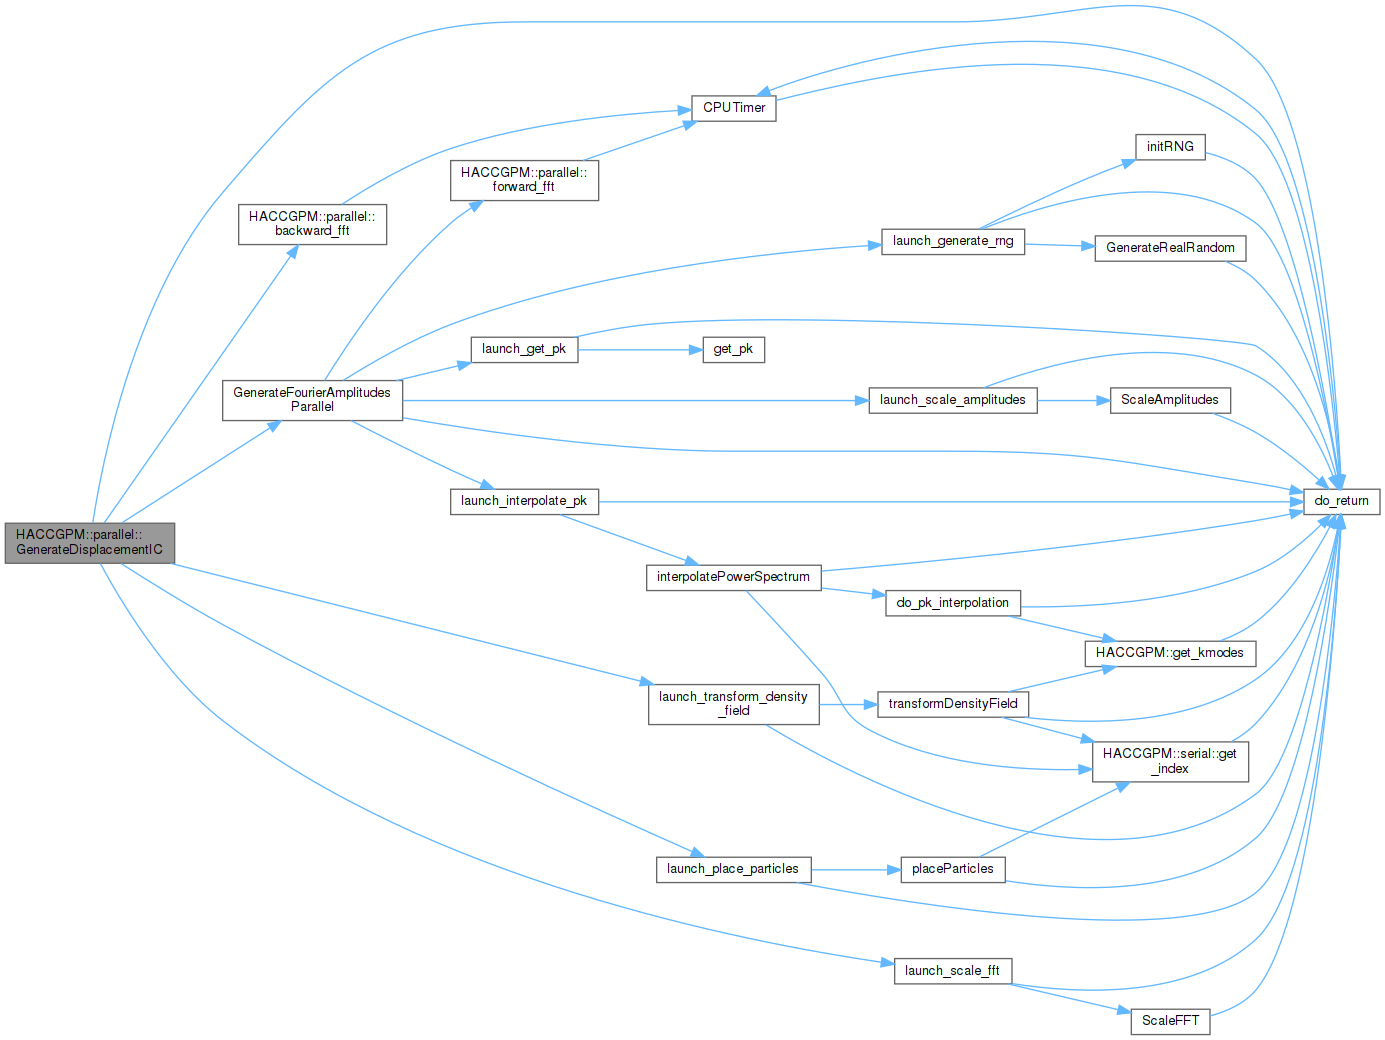 CPUTimer
initRNG
HACCGPM::parallel::
forward_fft
HACCGPM::parallel::
backward_fft
launch_generate_rng
GenerateRealRandom
launch_get_pk
get_pk
GenerateFourierAmplitudes
Parallel
launch_scale_amplitudes
ScaleAmplitudes
launch_interpolate_pk
do_return
HACCGPM::parallel::
GenerateDisplacementIC
interpolatePowerSpectrum
do_pk_interpolation
HACCGPM::get_kmodes
launch_transform_density
_field
transformDensityField
HACCGPM::serial::get
_index
launch_place_particles
placeParticles
launch_scale_fft
ScaleFFT